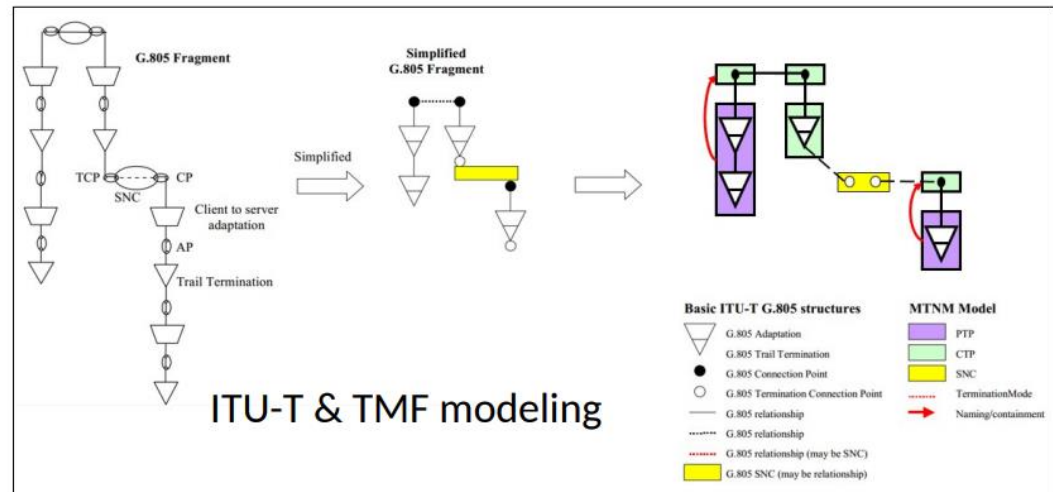 G.805 Fragment
TCP
CP
SNC
Client to server
adaptation
AP
Trail Termination
Simplified
Simplified
G.805 Fragment
ITU-T & TMF modeling
Basic ITU-T G.805 structures
G.805 Adaptation
G.805 Trail Termination
G.805 Connection Point
G.805 Termination Connection Point
G.805 relationship
G.805 relationship
G.805 relationship (may be SNC)
G.805 SNC (may be relationship)
MTNM Model
PTP
CTP
SNC
TerminationMode
Naming/containment